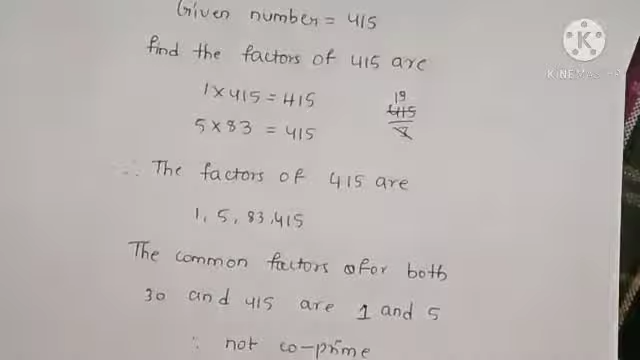 Given number = 415
find the factors of 415 are
1 x 415 = 415
5 x 83 = 415
19
415
∴ The factors of 415 are
1, 5, 83, 415
The common factors for both
30 and 415 are 1 and 5
∴ not co-prime
K
KINEMASTER